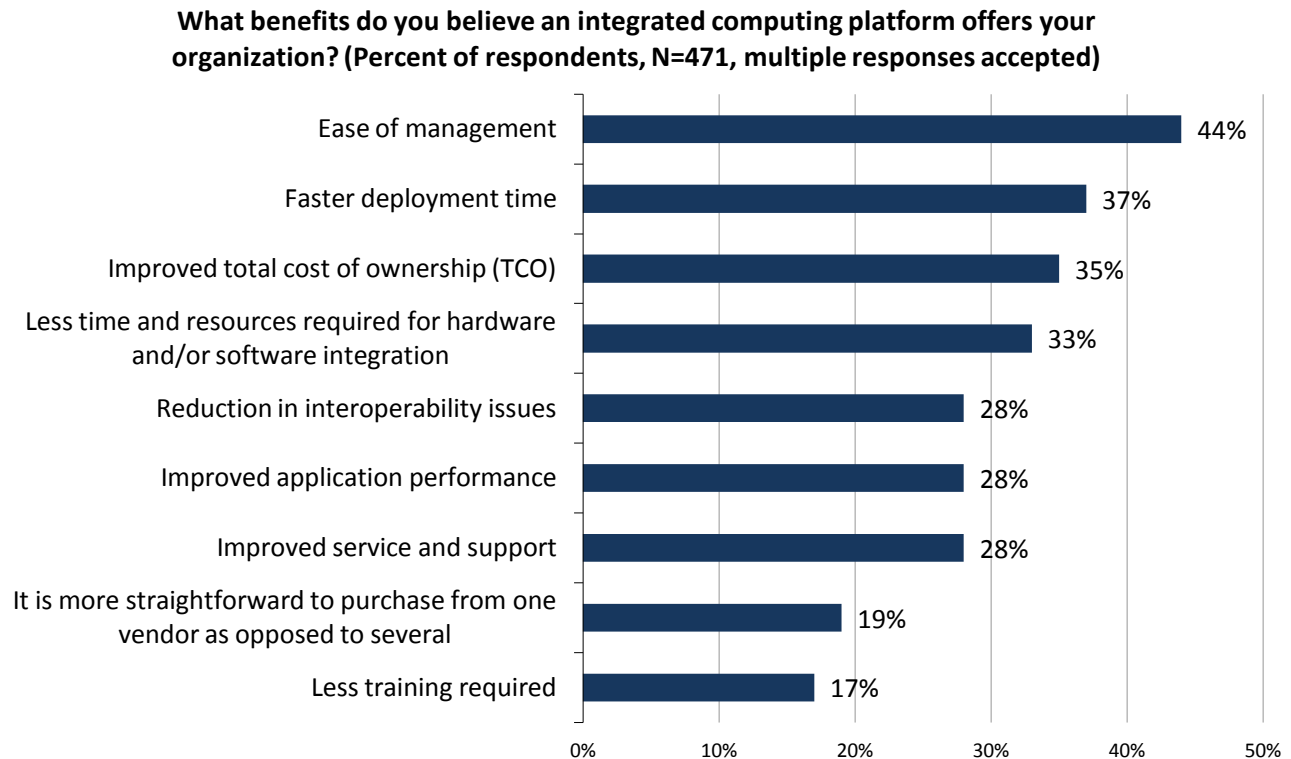 What benefits do you believe an integrated computing platform offers your
organization? (Percent of respondents, N=471, multiple responses accepted)
Ease of management
44%
Faster deployment time
37%
Improved total cost of ownership (TCO)
35%
Less time and resources required for hardware
and/or software integration
33%
Reduction in interoperability issues
28%
Improved application performance
28%
Improved service and support
28%
It is more straightforward to purchase from one
vendor as opposed to several
19%
Less training required
17%
0% 10% 20% 30% 40% 50%